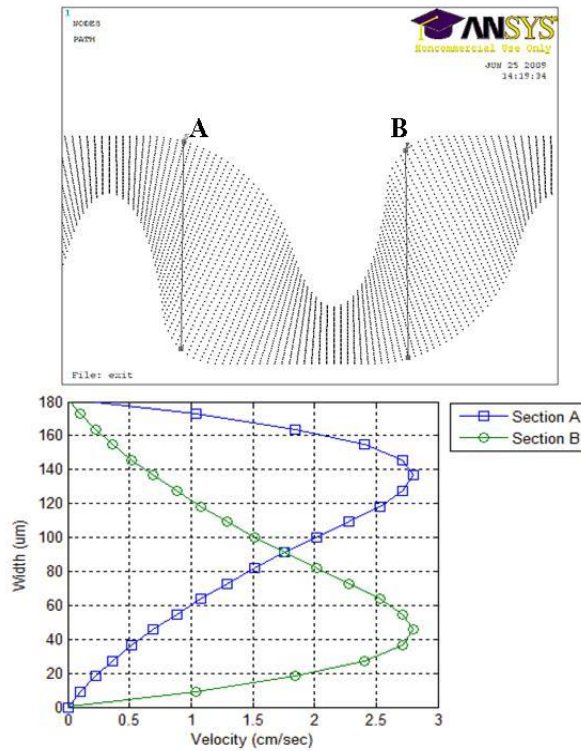 1
NODES
PATH
ANSYS
Noncommercial Use Only
JUN 25 2009
14:19:34
A
B
File: exit
180
160
140
120
100
80
60
40
20
0
Width (um)
0
0.5
1
1.5
2
2.5
3
Velocity (cm/sec)
Section A
Section B